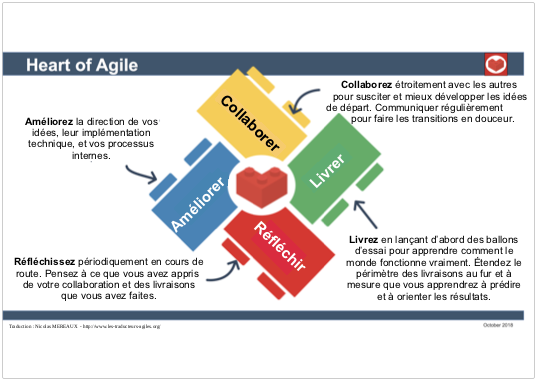 Heart of Agile
Collaborez étroitement avec les autres
pour susciter et mieux développer les idées
de départ. Communiquer régulièrement
pour faire les transitions en douceur.
Améliorez la direction de vos
idées, leur implémentation
technique, et vos processus
internes.
Collaborer
Livrer
Améliorer
Réfléchir
Réfléchissez périodiquement en cours de
route. Pensez à ce que vous avez appris
de votre collaboration et des livraisons
que vous avez faites.
Livrez en lançant d'abord des ballons
d'essai pour apprendre comment le
monde fonctionne vraiment. Étendez le
périmètre des livraisons au fur et à
mesure que vous apprendrez à prédire
et à orienter les résultats.
Traduction : Nicolas MEREAUX - http://www.les-traducteurs-agiles.org/
October 2018